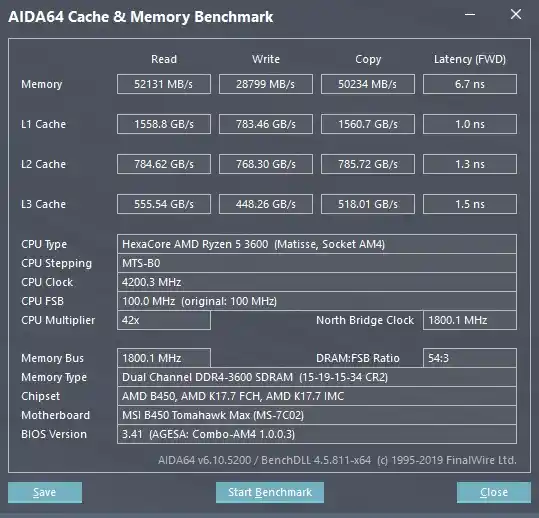 AIDA64 Cache & Memory Benchmark
Read Write Copy Latency (FWD)
Memory 52131 MB/s 28799 MB/s 50234 MB/s 6.7 ns
L1 Cache 1558.8 GB/s 783.46 GB/s 1560.7 GB/s 1.0 ns
L2 Cache 784.62 GB/s 768.30 GB/s 785.72 GB/s 1.3 ns
L3 Cache 555.54 GB/s 448.26 GB/s 518.01 GB/s 1.5 ns
CPU Type HexaCore AMD Ryzen 5 3600 (Matisse, Socket AM4)
CPU Stepping MTS-B0
CPU Clock 4200.3 MHz
CPU FSB 100.0 MHz (original: 100 MHz)
CPU Multiplier 42x North Bridge Clock 1800.1 MHz
Memory Bus 1800.1 MHz DRAM:FSB Ratio 54:3
Memory Type Dual Channel DDR4-3600 SDRAM (15-19-15-34 CR2)
Chipset AMD B450, AMD K17.7 FCH, AMD K17.7 IMC
Motherboard MSI B450 Tomahawk Max (MS-7C02)
BIOS Version 3.41 (AGESA: Combo-AM4 1.0.0.3)
AIDA64 v6.10.5200 / BenchDLL 4.5.811-x64 (c) 1995-2019 FinalWire Ltd.
Save Start Benchmark Close